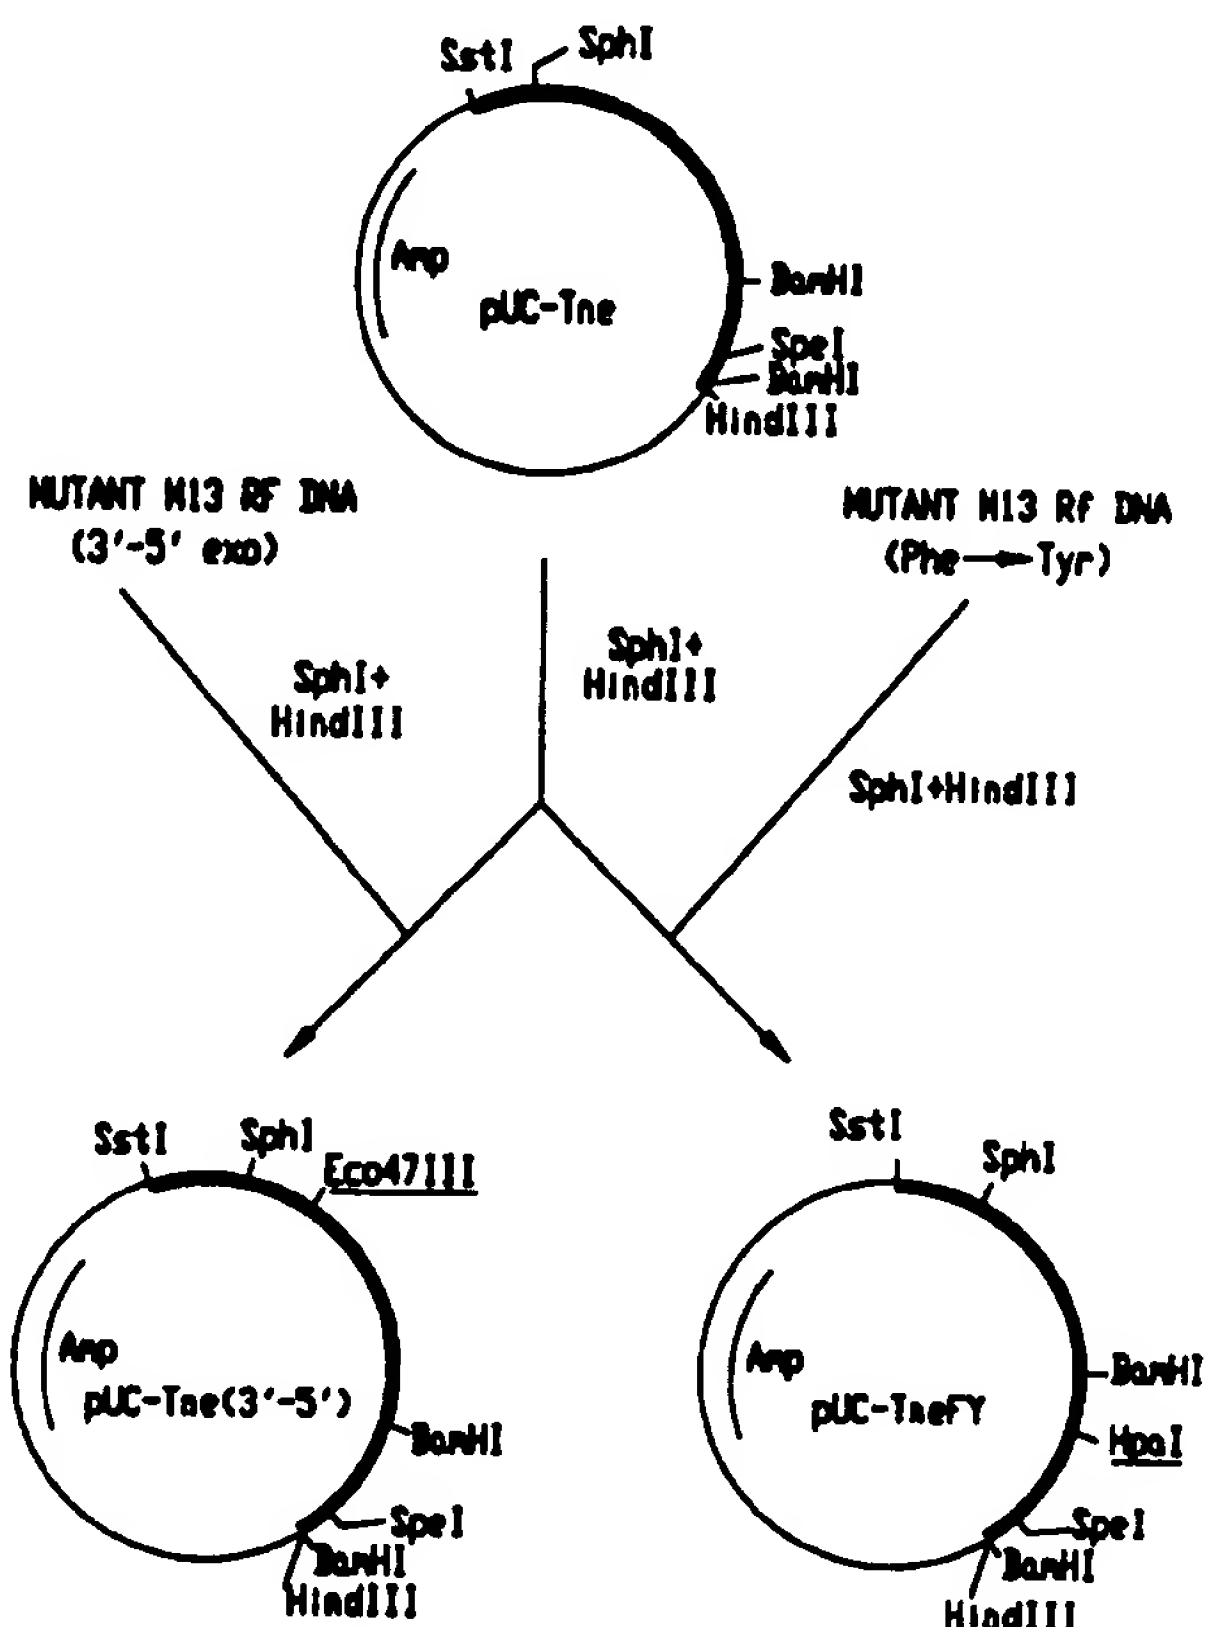 SstI
SphI
Amp
pUC-Tne
BamHI
SpeI
BamHI
HindIII
MUTANT M13 RF DNA
(3'-5' exo)
MUTANT M13 Rf DNA
(Phe→Tyr)
SphI+
HindIII
SphI+
HindIII
SphI+HindIII
SstI
SphI
Eco47III
Amp
pUC-Tne(3'-5')
BamHI
SpeI
BamHI
HindIII
SstI
SphI
Amp
pUC-TneFY
BamHI
HpaI
SpeI
BamHI
HindIII